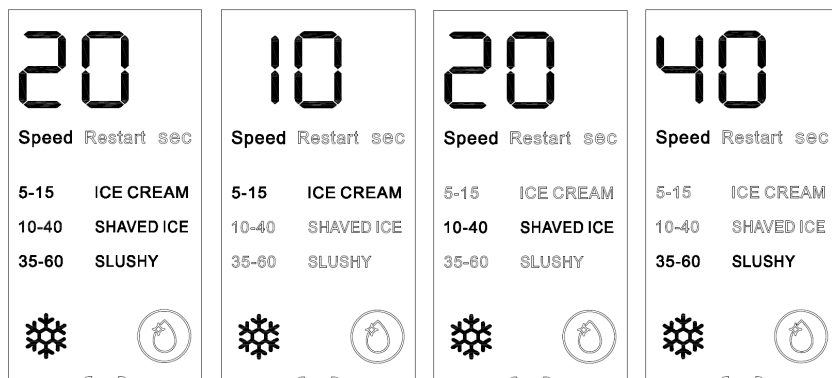 20
Speed Restart sec
5-15 ICE CREAM
10-40 SHAVED ICE
35-60 SLUSHY
10
Speed Restart sec
5-15 ICE CREAM
10-40 SHAVED ICE
35-60 SLUSHY
20
Speed Restart sec
5-15 ICE CREAM
10-40 SHAVED ICE
35-60 SLUSHY
40
Speed Restart sec
5-15 ICE CREAM
10-40 SHAVED ICE
35-60 SLUSHY